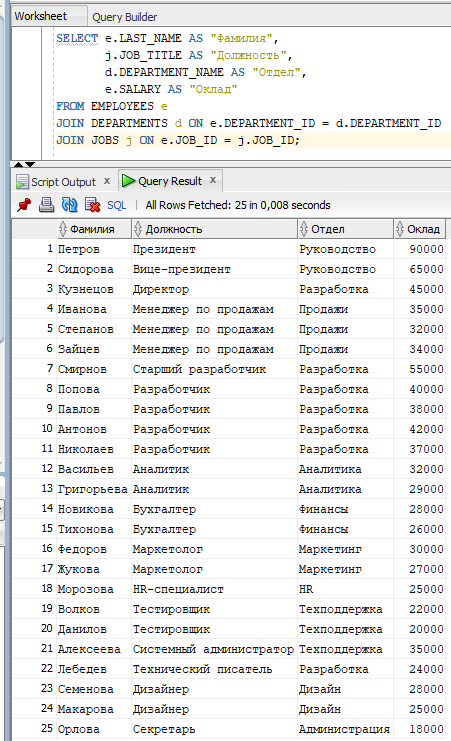 Worksheet Query Builder
SELECT e.LAST_NAME AS "Фамилия",
j.JOB_TITLE AS "Должность",
d.DEPARTMENT_NAME AS "Отдел",
e.SALARY AS "Оклад"
FROM EMPLOYEES e
JOIN DEPARTMENTS d ON e.DEPARTMENT_ID = d.DEPARTMENT_ID
JOIN JOBS j ON e.JOB_ID = j.JOB_ID;
Script Output x Query Result x
SQL | All Rows Fetched: 25 in 0,008 seconds
Фамилия Должность Отдел Оклад
1 Петров Президент Руководство 90000
2 Сидорова Вице-президент Руководство 65000
3 Кузнецов Директор Разработка 45000
4 Иванова Менеджер по продажам Продажи 35000
5 Степанов Менеджер по продажам Продажи 32000
6 Зайцев Менеджер по продажам Продажи 34000
7 Смирнов Старший разработчик Разработка 55000
8 Попова Разработчик Разработка 40000
9 Павлов Разработчик Разработка 38000
10 Антонов Разработчик Разработка 42000
11 Николаев Разработчик Разработка 37000
12 Васильев Аналитик Аналитика 32000
13 Григорьева Аналитик Аналитика 29000
14 Новикова Бухгалтер Финансы 28000
15 Тихонова Бухгалтер Финансы 26000
16 Федоров Маркетолог Маркетинг 30000
17 Жукова Маркетолог Маркетинг 27000
18 Морозова HR-специалист HR 25000
19 Волков Тестировщик Техподдержка 22000
20 Данилов Тестировщик Техподдержка 20000
21 Алексеева Системный администратор Техподдержка 35000
22 Лебедев Технический писатель Разработка 24000
23 Семенова Дизайнер Дизайн 28000
24 Макарова Дизайнер Дизайн 25000
25 Орлова Секретарь Администрация 18000